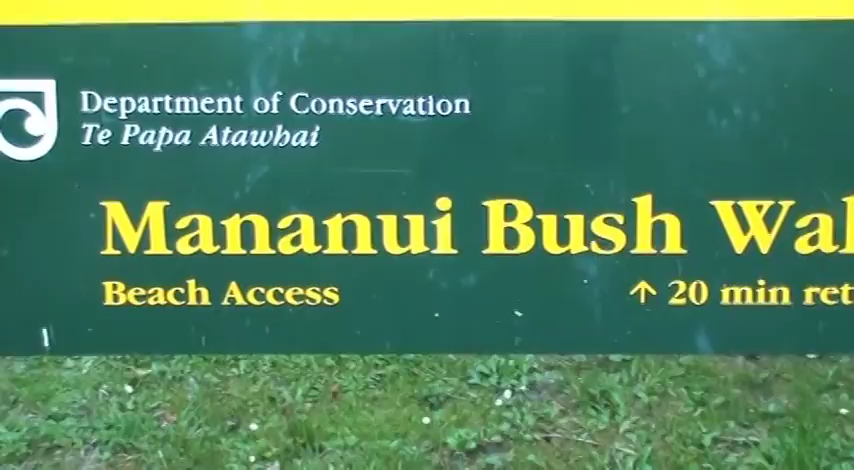 Department of Conservation
Te Papa Atawhai
Mananui Bush Wal
Beach Access ↑ 20 min ret